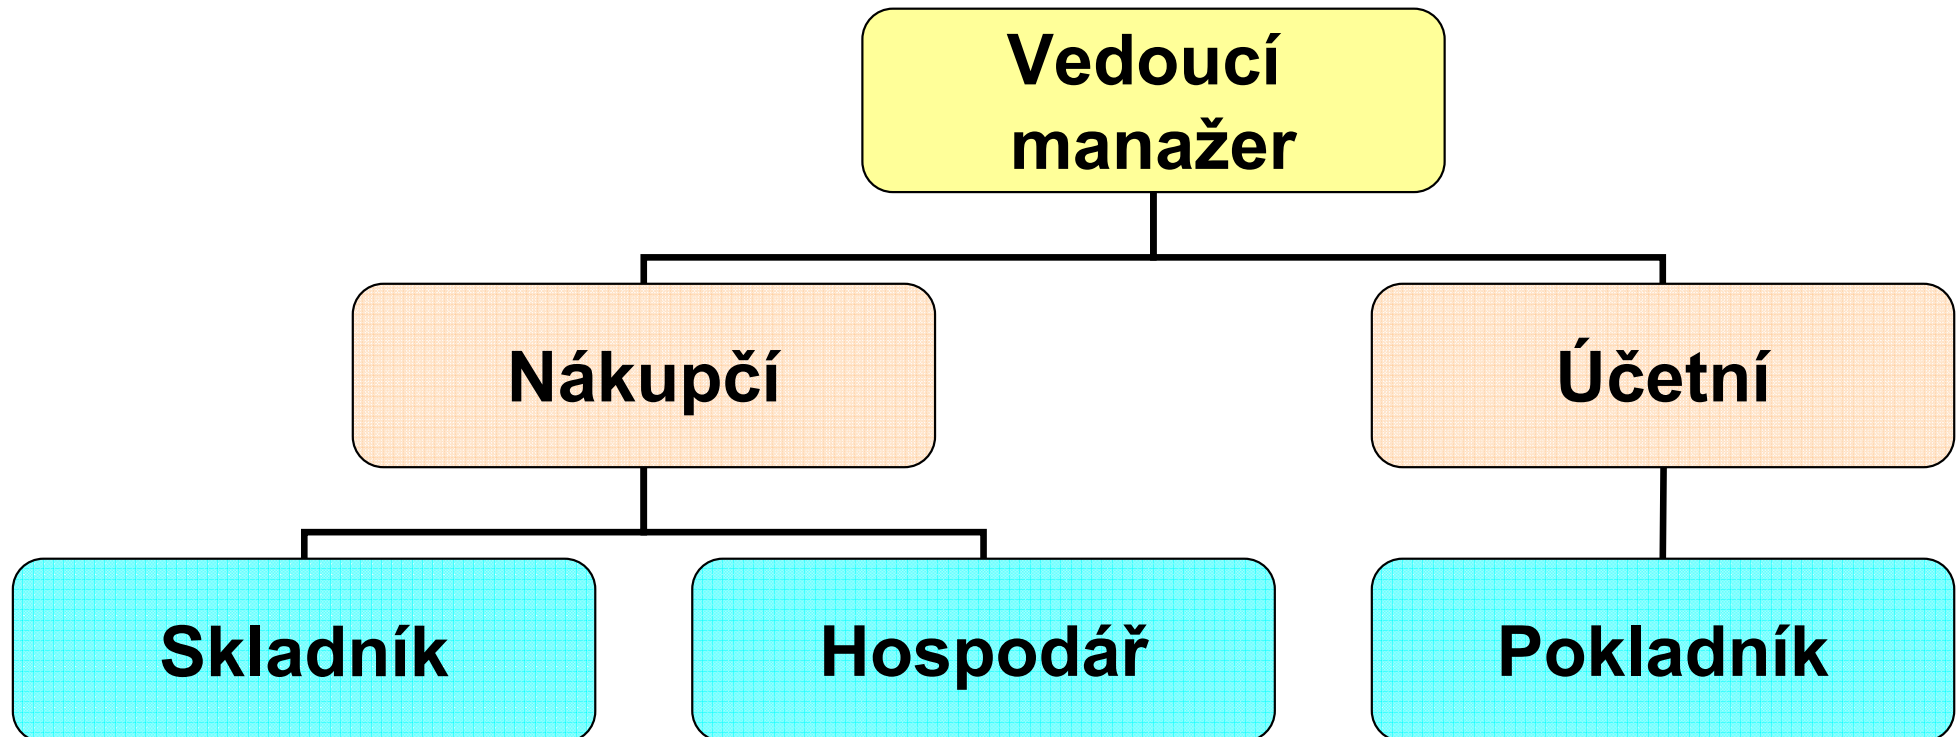 Vedoucí
manažer
Nákupčí
Účetní
Skladník
Hospodář
Pokladník